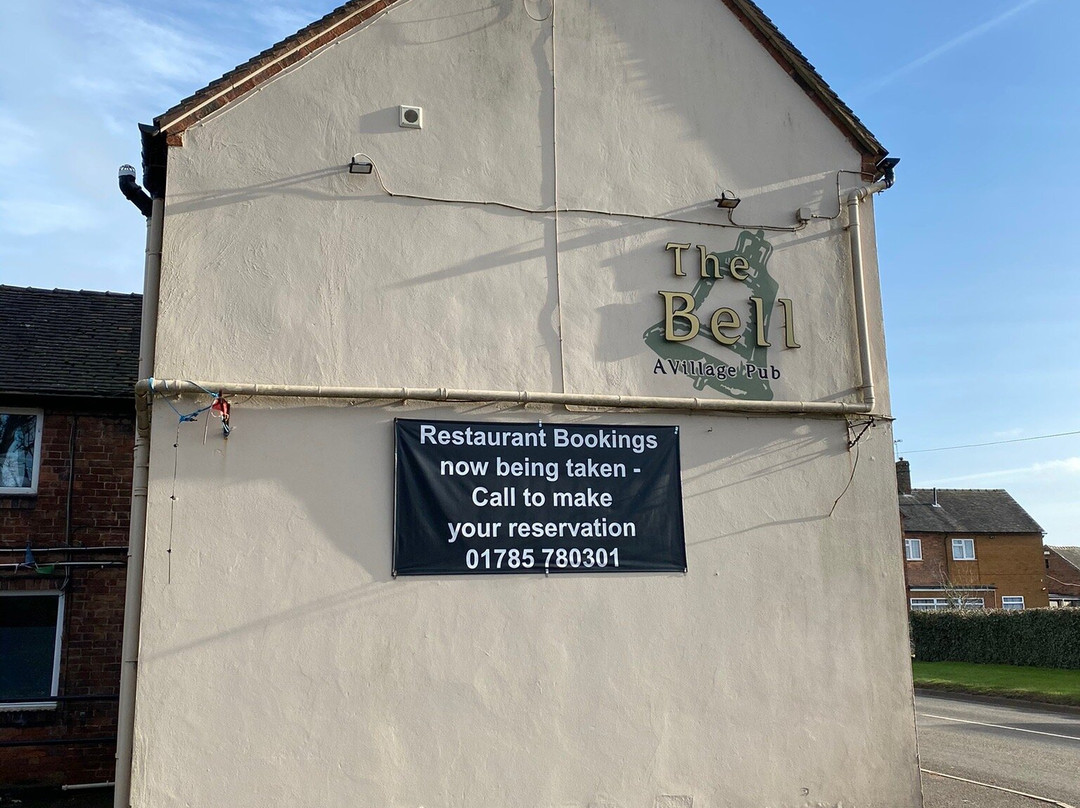 The
Bell
A Village Pub
Restaurant Bookings
now being taken -
Call to make
your reservation
01785 780301